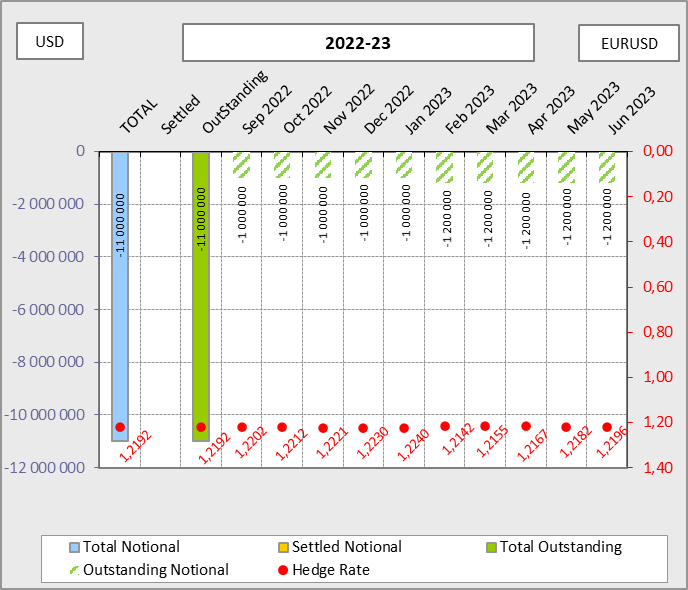 USD
2022-23
EURUSD
TOTAL
Settled
OutStanding
Sep 2022
Oct 2022
Nov 2022
Dec 2022
Jan 2023
Feb 2023
Mar 2023
Apr 2023
May 2023
Jun 2023
0
-2 000 000
-4 000 000
-6 000 000
-8 000 000
-10 000 000
-12 000 000
-11 000 000
-11 000 000
-1 000 000
-1 000 000
-1 000 000
-1 000 000
-1 000 000
-1 200 000
-1 200 000
-1 200 000
-1 200 000
-1 200 000
0,00
0,20
0,40
0,60
0,80
1,00
1,20
1,40
1,2192
1,2192
1,2202
1,2212
1,2221
1,2230
1,2240
1,2142
1,2155
1,2167
1,2182
1,2196
Total Notional
Settled Notional
Total Outstanding
Outstanding Notional
Hedge Rate